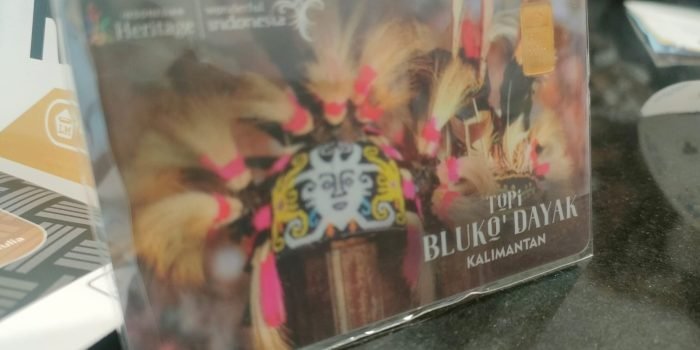 Heritage
wonderful
indonesia
TOPI
BLUKO' DAYAK
KALIMANTAN